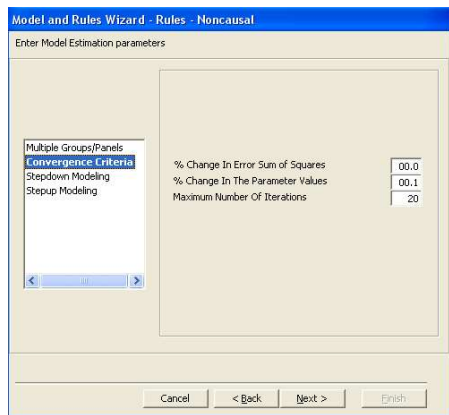 Model and Rules Wizard - Rules - Noncausal
Enter Model Estimation parameters
Multiple Groups/Panels
Convergence Criteria
Stepdown Modeling
Stepup Modeling
% Change In Error Sum of Squares 00.0
% Change In The Parameter Values 00.1
Maximum Number Of Iterations 20
Cancel < Back Next > Finish